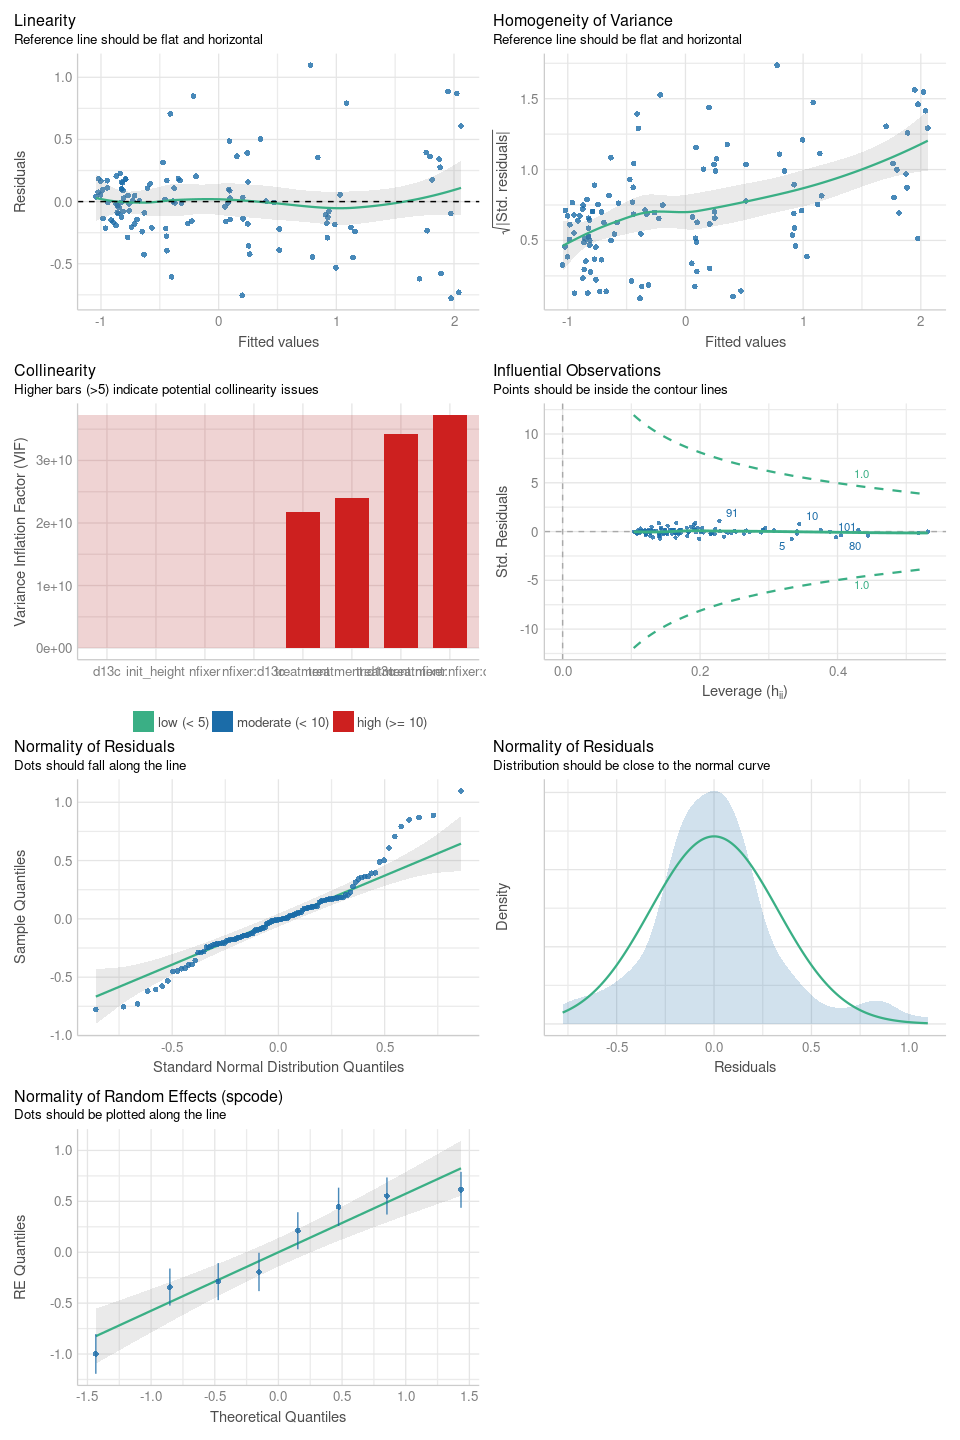 Linearity
Reference line should be flat and horizontal
1.0
0.5
0.0
-0.5
-1
0
1
2
Residuals
Fitted values
Homogeneity of Variance
Reference line should be flat and horizontal
1.5
1.0
0.5
-1
0
1
2
√|Std. residuals|
Fitted values
Collinearity
Higher bars (>5) indicate potential collinearity issues
3e+10
2e+10
1e+10
0e+00
Variance Inflation Factor (VIF)
d13c init_height nfixer nfixer:d13c
low (< 5) moderate (< 10) high (>= 10)
Influential Observations
Points should be inside the contour lines
10
5
0
-5
-10
0.0
0.2
0.4
1.0
91
10
101
5
80
1.0
Std. Residuals
Leverage (hii)
Normality of Residuals
Dots should fall along the line
1.0
0.5
0.0
-0.5
-1.0
-0.5
0.0
0.5
Sample Quantiles
Standard Normal Distribution Quantiles
Normality of Residuals
Distribution should be close to the normal curve
Density
-0.5
0.0
0.5
1.0
Residuals
Normality of Random Effects (spcode)
Dots should be plotted along the line
1.0
0.5
0.0
-0.5
-1.0
-1.5
-1.0
-0.5
0.0
0.5
1.0
1.5
RE Quantiles
Theoretical Quantiles